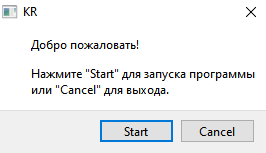 KR
Добро пожаловать!
Нажмите "Start" для запуска программы
или "Cancel" для выхода.
Start
Cancel